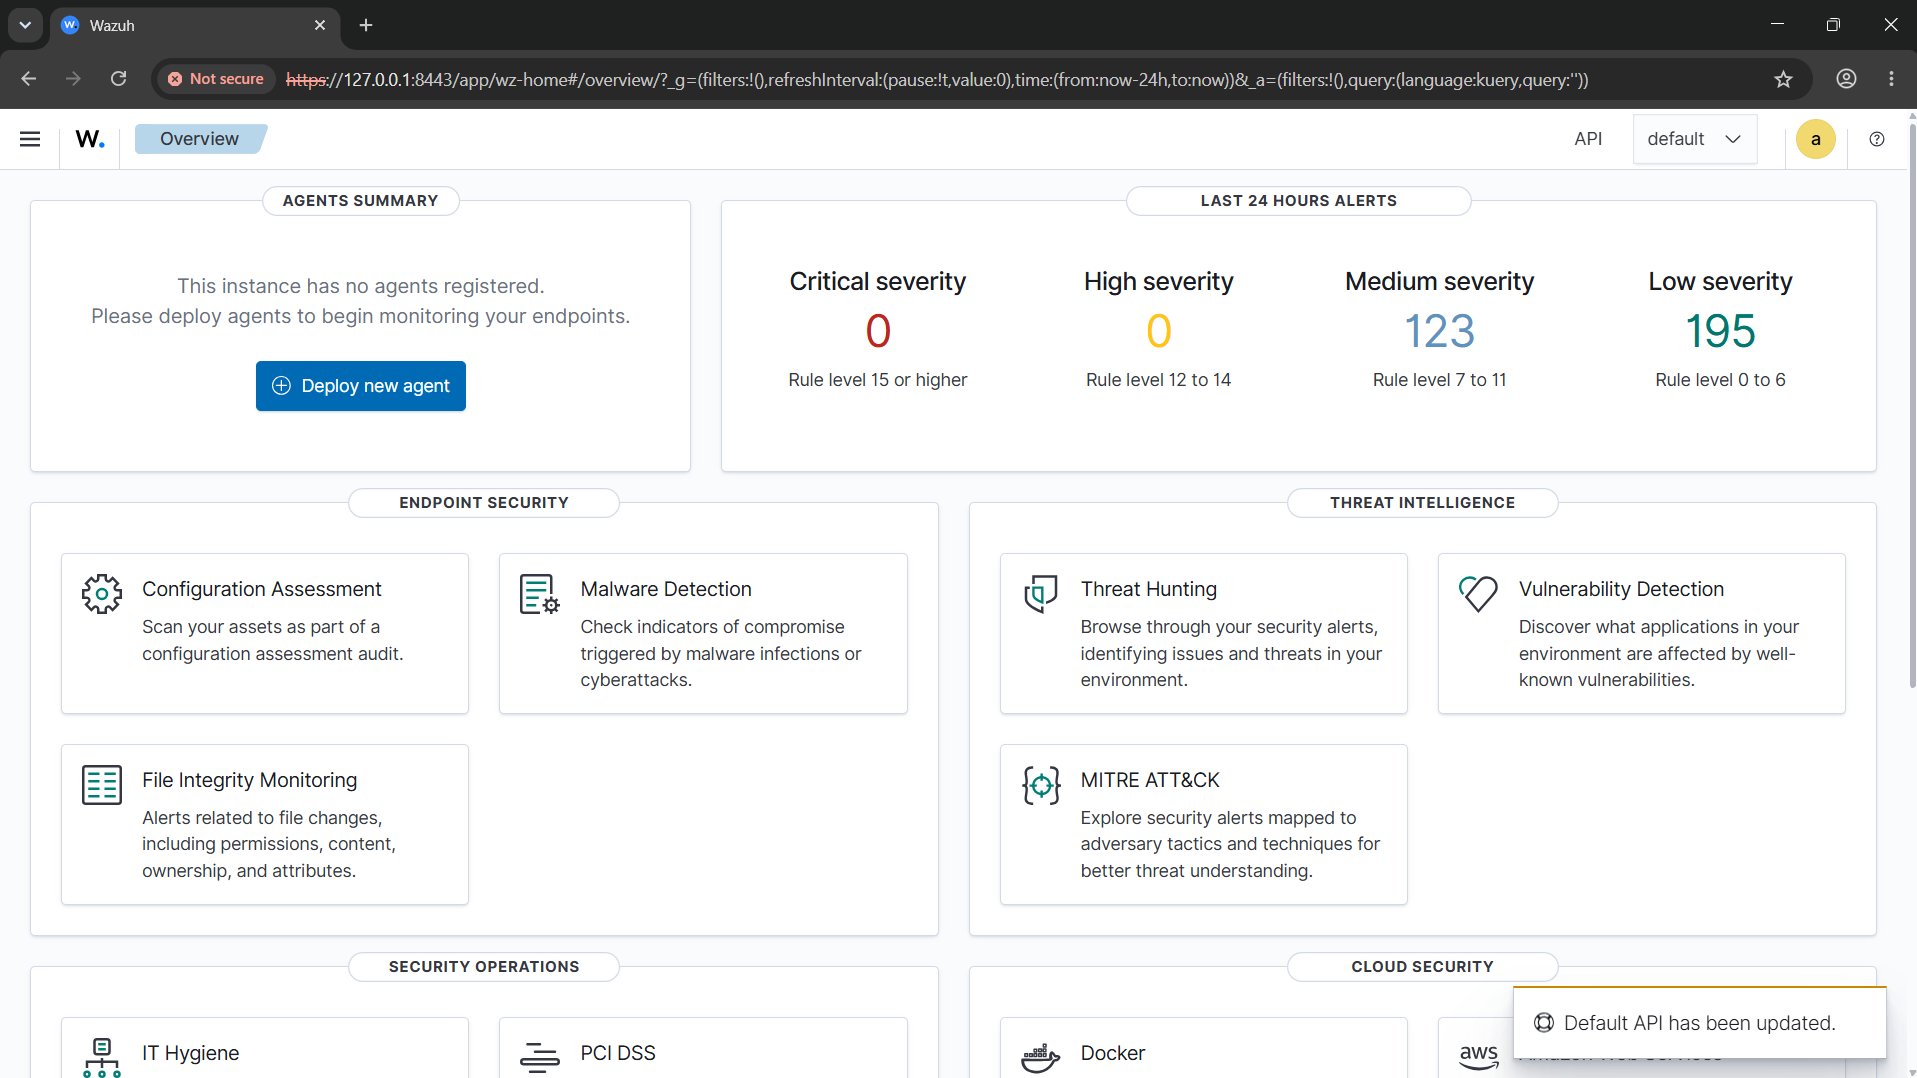 Wazuh
Not secure
https://127.0.0.1:8443/app/wz-home#/overview/?_g=(filters:!(),refreshInterval:(pause:!t,value:0),time:(from:now-24h,to:now))&_a=(filters:!(),query:(language:kuery,query:''))
W.
Overview
API
default
a
AGENTS SUMMARY
This instance has no agents registered.
Please deploy agents to begin monitoring your endpoints.
Deploy new agent
LAST 24 HOURS ALERTS
Critical severity
0
Rule level 15 or higher
High severity
0
Rule level 12 to 14
Medium severity
123
Rule level 7 to 11
Low severity
195
Rule level 0 to 6
ENDPOINT SECURITY
Configuration Assessment
Scan your assets as part of a
configuration assessment audit.
Malware Detection
Check indicators of compromise
triggered by malware infections or
cyberattacks.
File Integrity Monitoring
Alerts related to file changes,
including permissions, content,
ownership, and attributes.
THREAT INTELLIGENCE
Threat Hunting
Browse through your security alerts,
identifying issues and threats in your
environment.
Vulnerability Detection
Discover what applications in your
environment are affected by well-
known vulnerabilities.
MITRE ATT&CK
Explore security alerts mapped to
adversary tactics and techniques for
better threat understanding.
SECURITY OPERATIONS
IT Hygiene
PCI DSS
CLOUD SECURITY
Docker
aws
Default API has been updated.